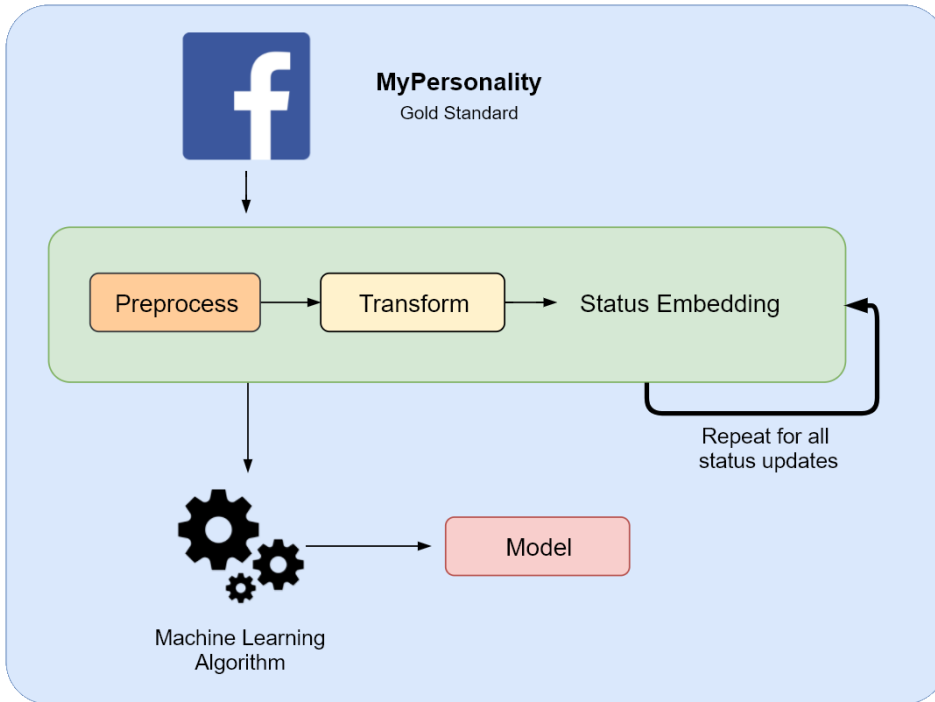 MyPersonality
Gold Standard
Preprocess
Transform
Status Embedding
Repeat for all
status updates
Model
Machine Learning
Algorithm